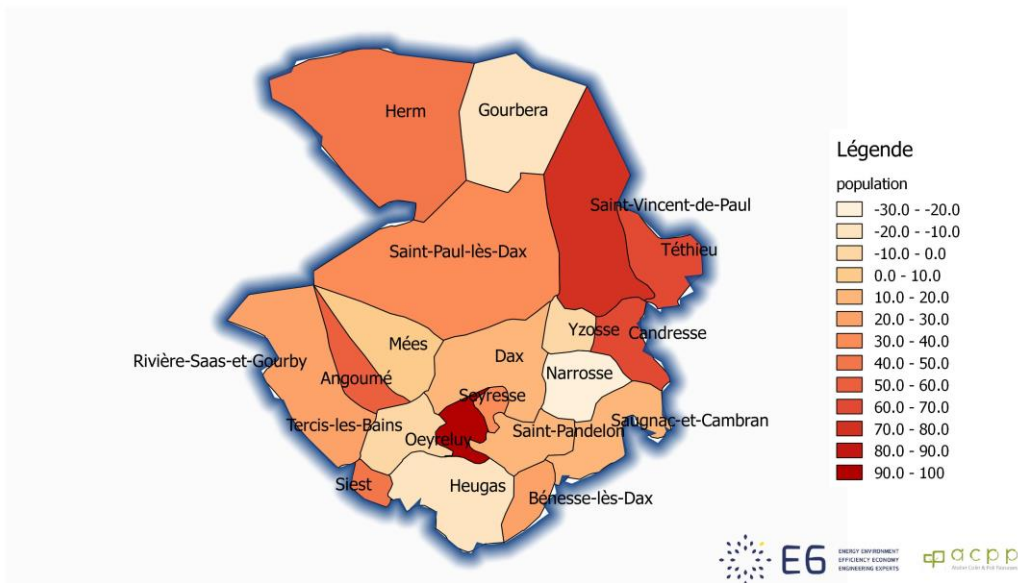 Herm
Gourbera
Saint-Vincent-de-Paul
Téthieu
Saint-Paul-lès-Dax
Yzosse
Candresse
Mées
Dax
Rivière-Saas-et-Gourby
Angoumé
Narrosse
Soyresse
Tercis-les-Bains
Oeyreluy
Saint-Pandelon
Saugnac-et-Cambran
Siest
Heugas
Bénesse-lès-Dax
Légende
population
-30.0 - -20.0
-20.0 - -10.0
-10.0 - 0.0
0.0 - 10.0
10.0 - 20.0
20.0 - 30.0
30.0 - 40.0
40.0 - 50.0
50.0 - 60.0
60.0 - 70.0
70.0 - 80.0
80.0 - 90.0
90.0 - 100
E6
ENERGY ENVIRONMENT
EFFICIENCY ECONOMY
ENGINEERING EXPERTS
acpp